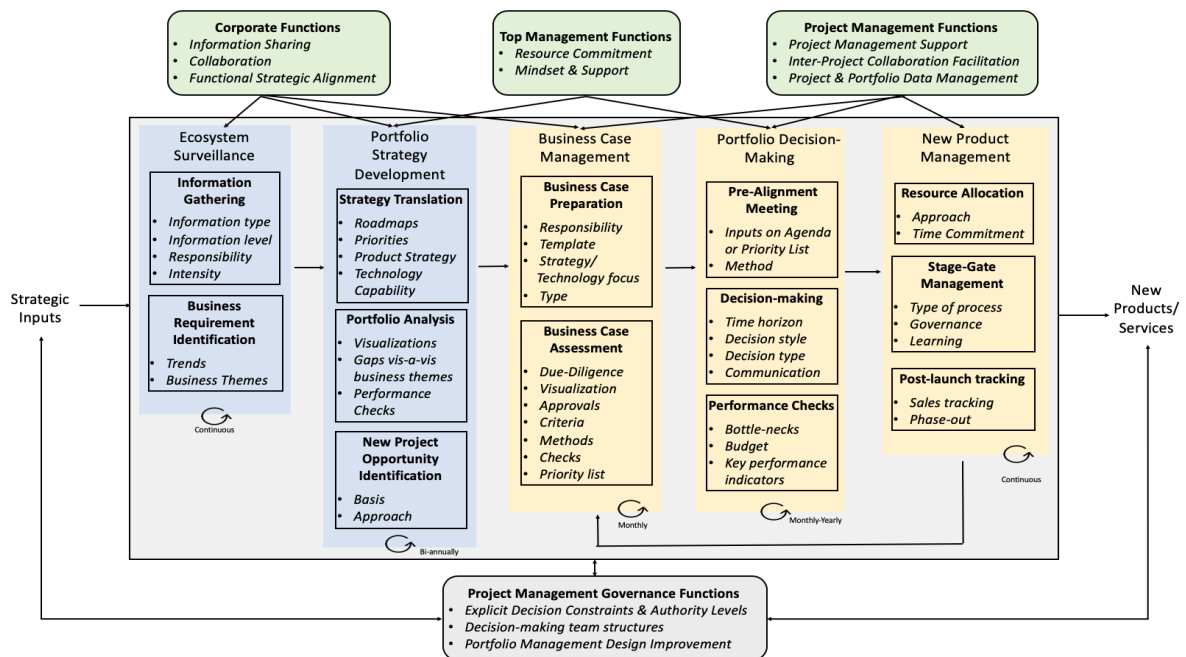 Corporate Functions
• Information Sharing
• Collaboration
• Functional Strategic Alignment
Top Management Functions
• Resource Commitment
• Mindset & Support
Project Management Functions
• Project Management Support
• Inter-Project Collaboration Facilitation
• Project & Portfolio Data Management
Strategic
Inputs
Ecosystem
Surveillance
Information
Gathering
• Information type
• Information level
• Responsibility
• Intensity
Business
Requirement
Identification
• Trends
• Business Themes
Continuous
Portfolio
Strategy
Development
Strategy Translation
• Roadmaps
• Priorities
• Product Strategy
• Technology
Capability
Portfolio Analysis
• Visualizations
• Gaps vis-a-vis
business themes
• Performance
Checks
New Project
Opportunity
Identification
• Basis
• Approach
Bi-annually
Business Case
Management
Business Case
Preparation
• Responsibility
• Template
• Strategy/
Technology focus
• Type
Business Case
Assessment
• Due-Diligence
• Visualization
• Approvals
• Criteria
• Methods
• Checks
• Priority list
Monthly
Portfolio Decision-
Making
Pre-Alignment
Meeting
• Inputs on Agenda
or Priority List
• Method
Decision-making
• Time horizon
• Decision style
• Decision type
• Communication
Performance Checks
• Bottle-necks
• Budget
• Key performance
indicators
Monthly-Yearly
New Product
Management
Resource Allocation
• Approach
• Time Commitment
Stage-Gate
Management
• Type of process
• Governance
• Learning
Post-launch tracking
• Sales tracking
• Phase-out
Continuous
New
Products/
Services
Project Management Governance Functions
• Explicit Decision Constraints & Authority Levels
• Decision-making team structures
• Portfolio Management Design Improvement